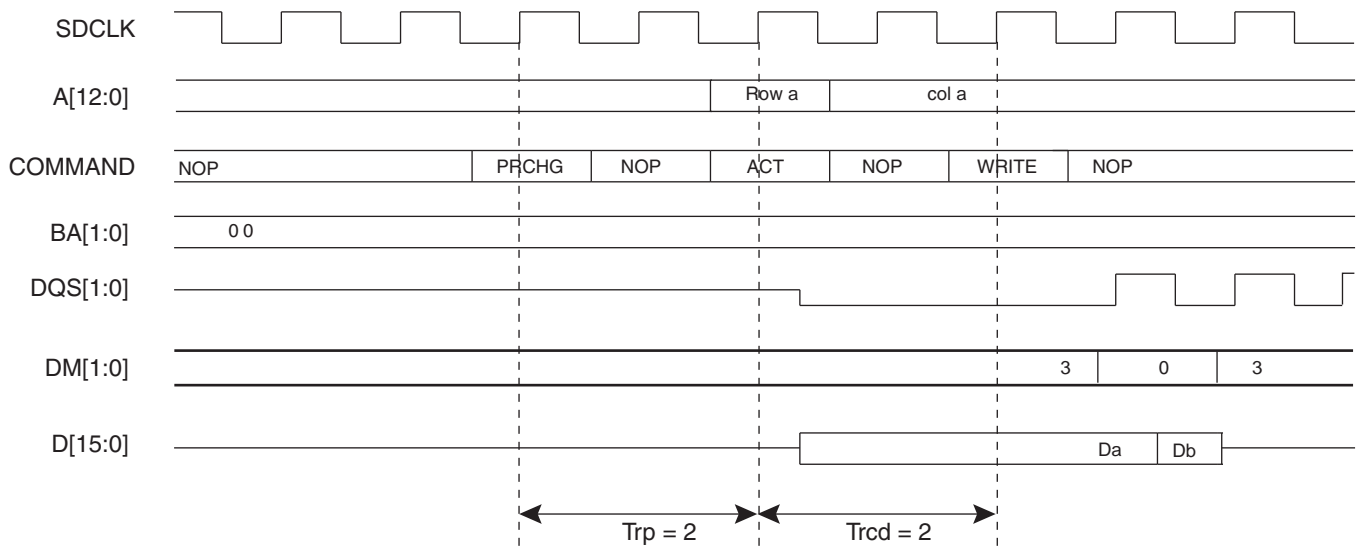 SDCLK
A[12:0] Row a col a
COMMAND NOP PRCHG NOP ACT NOP WRITE NOP
BA[1:0] 0 0
DQS[1:0]
DM[1:0] 3 0 3
D[15:0] Da Db
Trp = 2 Trcd = 2